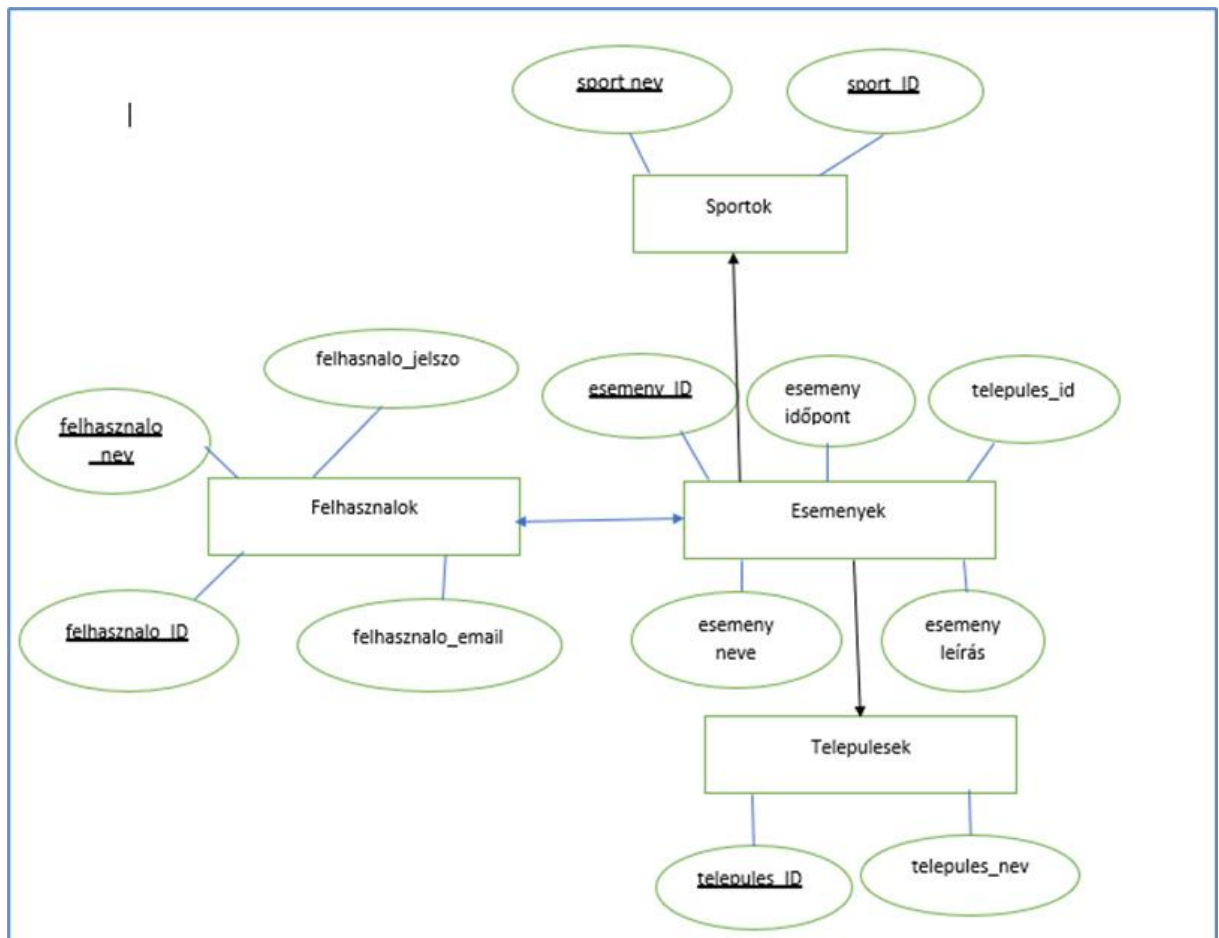 sport nev
sport_ID
Sportok
felhasnalo_jelszo
esemeny_ID
esemeny
időpont
telepules_id
felhasznalo
_nev
Felhasznalok
Esemenyek
felhasznalo_ID
felhasznalo_email
esemeny
neve
esemeny
leírás
Telepulesek
telepules_ID
telepules_nev